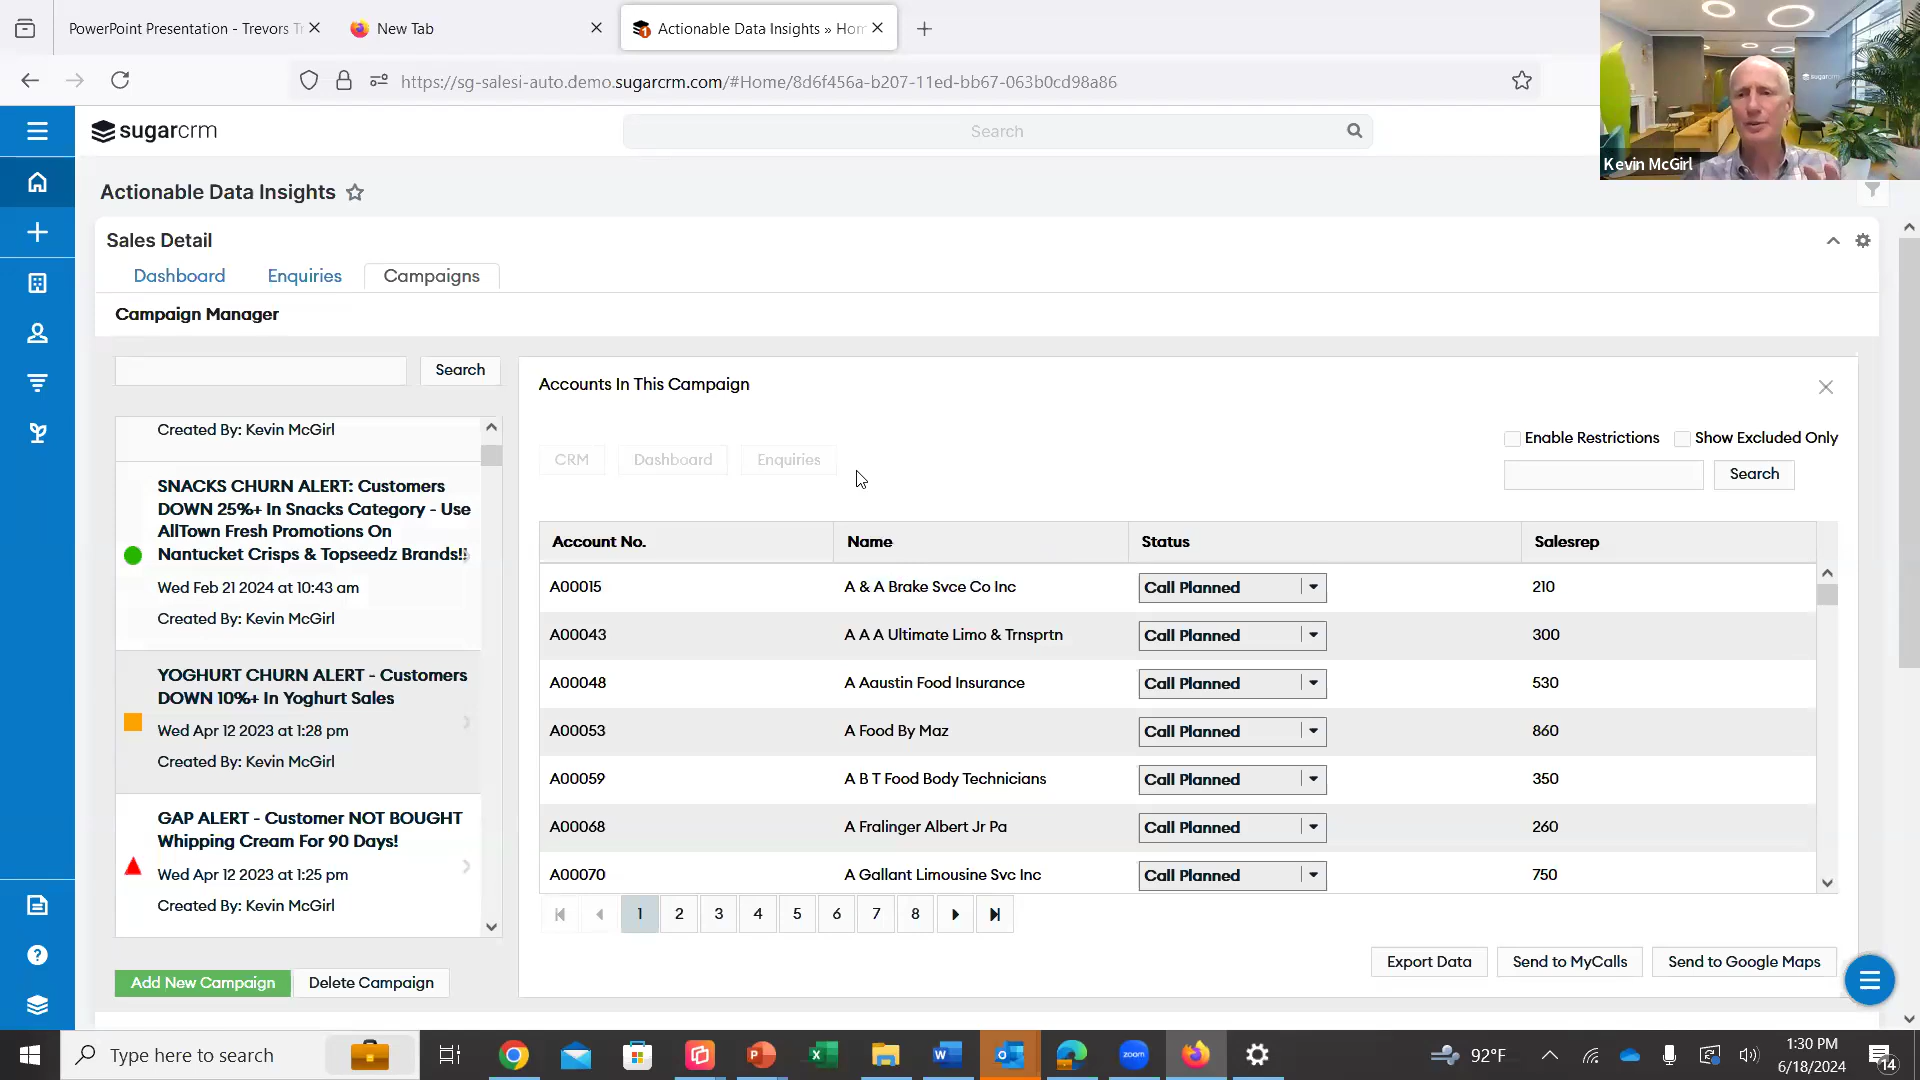 PowerPoint Presentation - Trevors Tr
New Tab
Actionable Data Insights » Hom
https://sg-salesi-auto.demo.sugarcrm.com/#Home/8d6f456a-b207-11ed-bb67-063b0cd98a86
sugarcrm
Search
Kevin McGirl
Actionable Data Insights
Sales Detail
Dashboard
Enquiries
Campaigns
Campaign Manager
Search
Created By: Kevin McGirl
SNACKS CHURN ALERT: Customers
DOWN 25%+ In Snacks Category - Use
AllTown Fresh Promotions On
Nantucket Crisps & Topseedz Brands!!
Wed Feb 21 2024 at 10:43 am
Created By: Kevin McGirl
YOGHURT CHURN ALERT - Customers
DOWN 10%+ In Yoghurt Sales
Wed Apr 12 2023 at 1:28 pm
Created By: Kevin McGirl
GAP ALERT - Customer NOT BOUGHT
Whipping Cream For 90 Days!
Wed Apr 12 2023 at 1:25 pm
Created By: Kevin McGirl
Add New Campaign
Delete Campaign
Accounts In This Campaign
CRM
Dashboard
Enquiries
Enable Restrictions
Show Excluded Only
Search
Account No. Name Status Salesrep
A00015 A & A Brake Svce Co Inc Call Planned 210
A00043 A A A Ultimate Limo & Trnsprtn Call Planned 300
A00048 A Aaustin Food Insurance Call Planned 530
A00053 A Food By Maz Call Planned 860
A00059 A B T Food Body Technicians Call Planned 350
A00068 A Fralinger Albert Jr Pa Call Planned 260
A00070 A Gallant Limousine Svc Inc Call Planned 750
1 2 3 4 5 6 7 8
Export Data
Send to MyCalls
Send to Google Maps
Type here to search
zoom
92°F
1:30 PM
6/18/2024
14